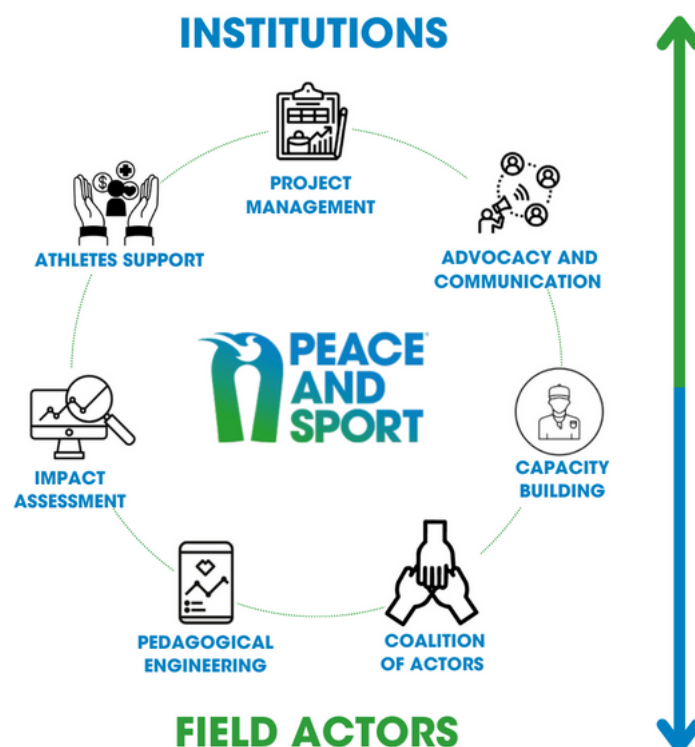 INSTITUTIONS
PROJECT
MANAGEMENT
ATHLETES SUPPORT
ADVOCACY AND
COMMUNICATION
PEACE
AND
SPORT
IMPACT
ASSESSMENT
CAPACITY
BUILDING
PEDAGOGICAL
ENGINEERING
COALITION
OF ACTORS
FIELD ACTORS